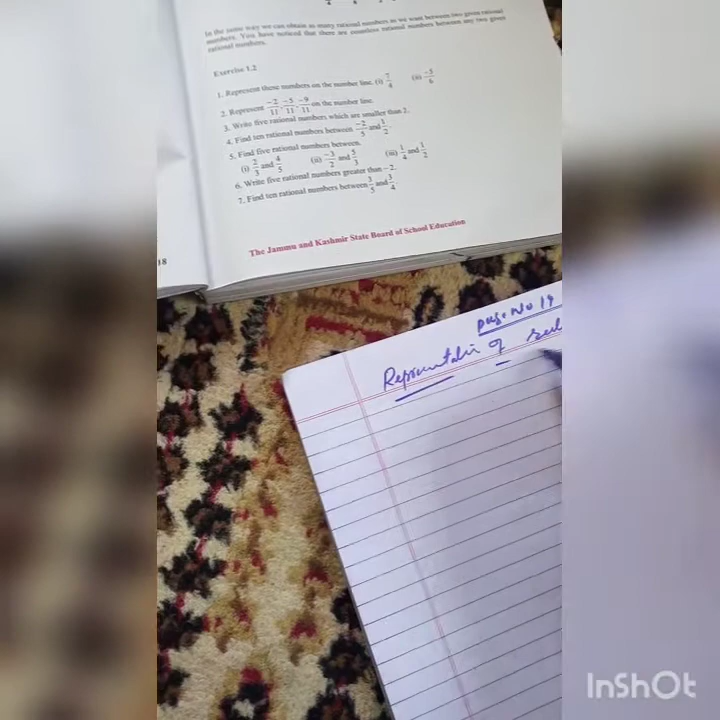 In the same way we can obtain as many rational numbers as we want between two given rational
numbers. You have noticed that there are countless rational numbers between any two given
rational numbers.
Exercise 1.2
1. Represent these numbers on the number line. (i) 7/4 (ii) -5/6
2. Represent -2/11, -5/11, -9/11 on the number line.
3. Write five rational numbers which are smaller than 2.
4. Find ten rational numbers between -2/5 and 1/2
5. Find five rational numbers between.
(i) 2/3 and 4/5 (ii) -3/2 and 5/3 (iii) 1/4 and 1/2
6. Write five rational numbers greater than -2.
7. Find ten rational numbers between 3/5 and 3/4
The Jammu and Kashmir State Board of School Education
18
page No 19
Representation of
InShOt